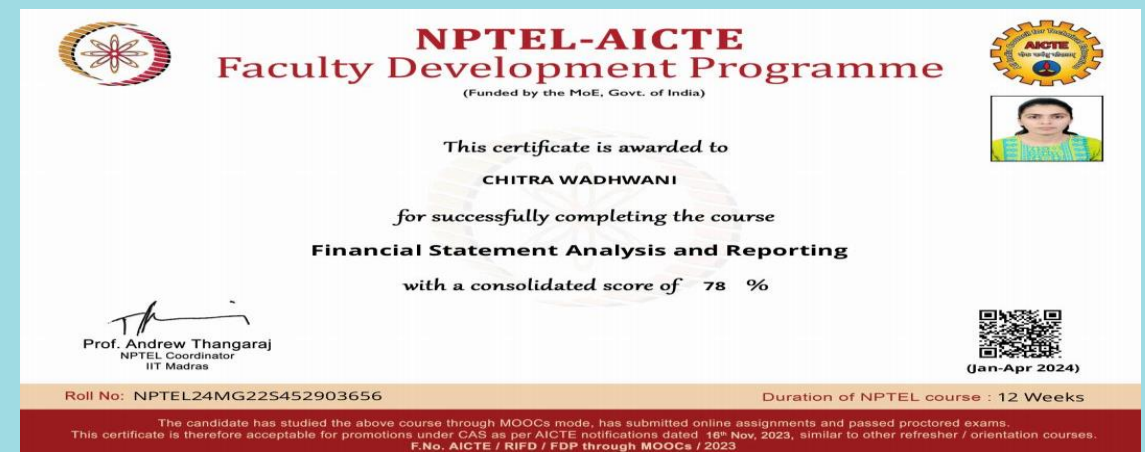 NPTEL-AICTE
Faculty Development Programme
(Funded by the MoE, Govt. of India)
AICTE
This certificate is awarded to
CHITRA WADHWANI
for successfully completing the course
Financial Statement Analysis and Reporting
with a consolidated score of 78 %
Prof. Andrew Thangaraj
NPTEL Coordinator
IIT Madras
(Jan-Apr 2024)
Roll No: NPTEL24MG22S452903656
Duration of NPTEL course : 12 Weeks
The candidate has studied the above course through MOOCs mode, has submitted online assignments and passed proctored exams.
This certificate is therefore acceptable for promotions under CAS as per AICTE notifications dated 16th Nov, 2023, similar to other refresher / orientation courses.
F.No. AICTE / RIFD / FDP through MOOCs / 2023